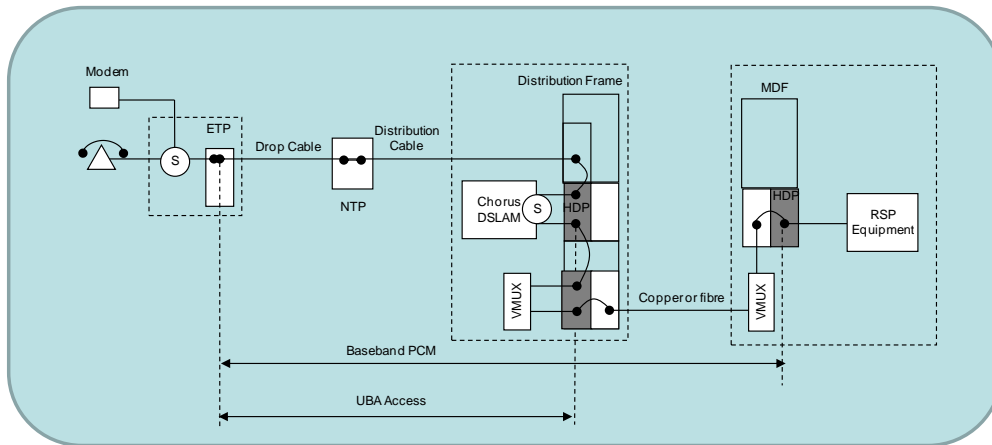 Modem
Distribution Frame
MDF
ETP
Drop Cable
Distribution
Cable
S
NTP
Chorus
DSLAM
S
HDP
HDP
RSP
Equipment
VMUX
Copper or fibre
VMUX
Baseband PCM
UBA Access